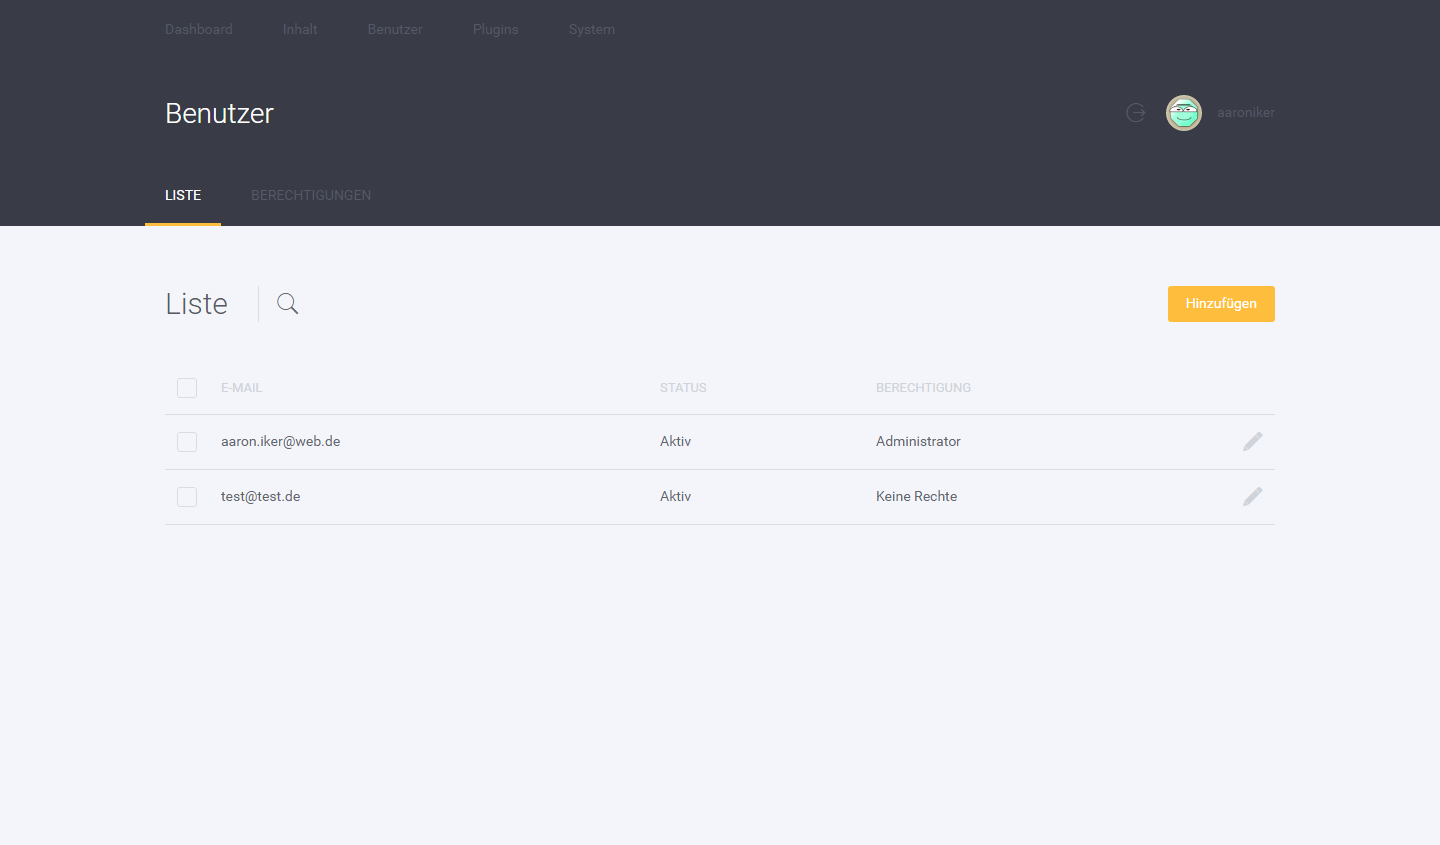 Dashboard Inhalt Benutzer Plugins System
Benutzer
aaroniker
LISTE BERECHTIGUNGEN
Liste
Hinzufügen
E-MAIL STATUS BERECHTIGUNG
aaron.iker@web.de Aktiv Administrator
test@test.de Aktiv Keine Rechte